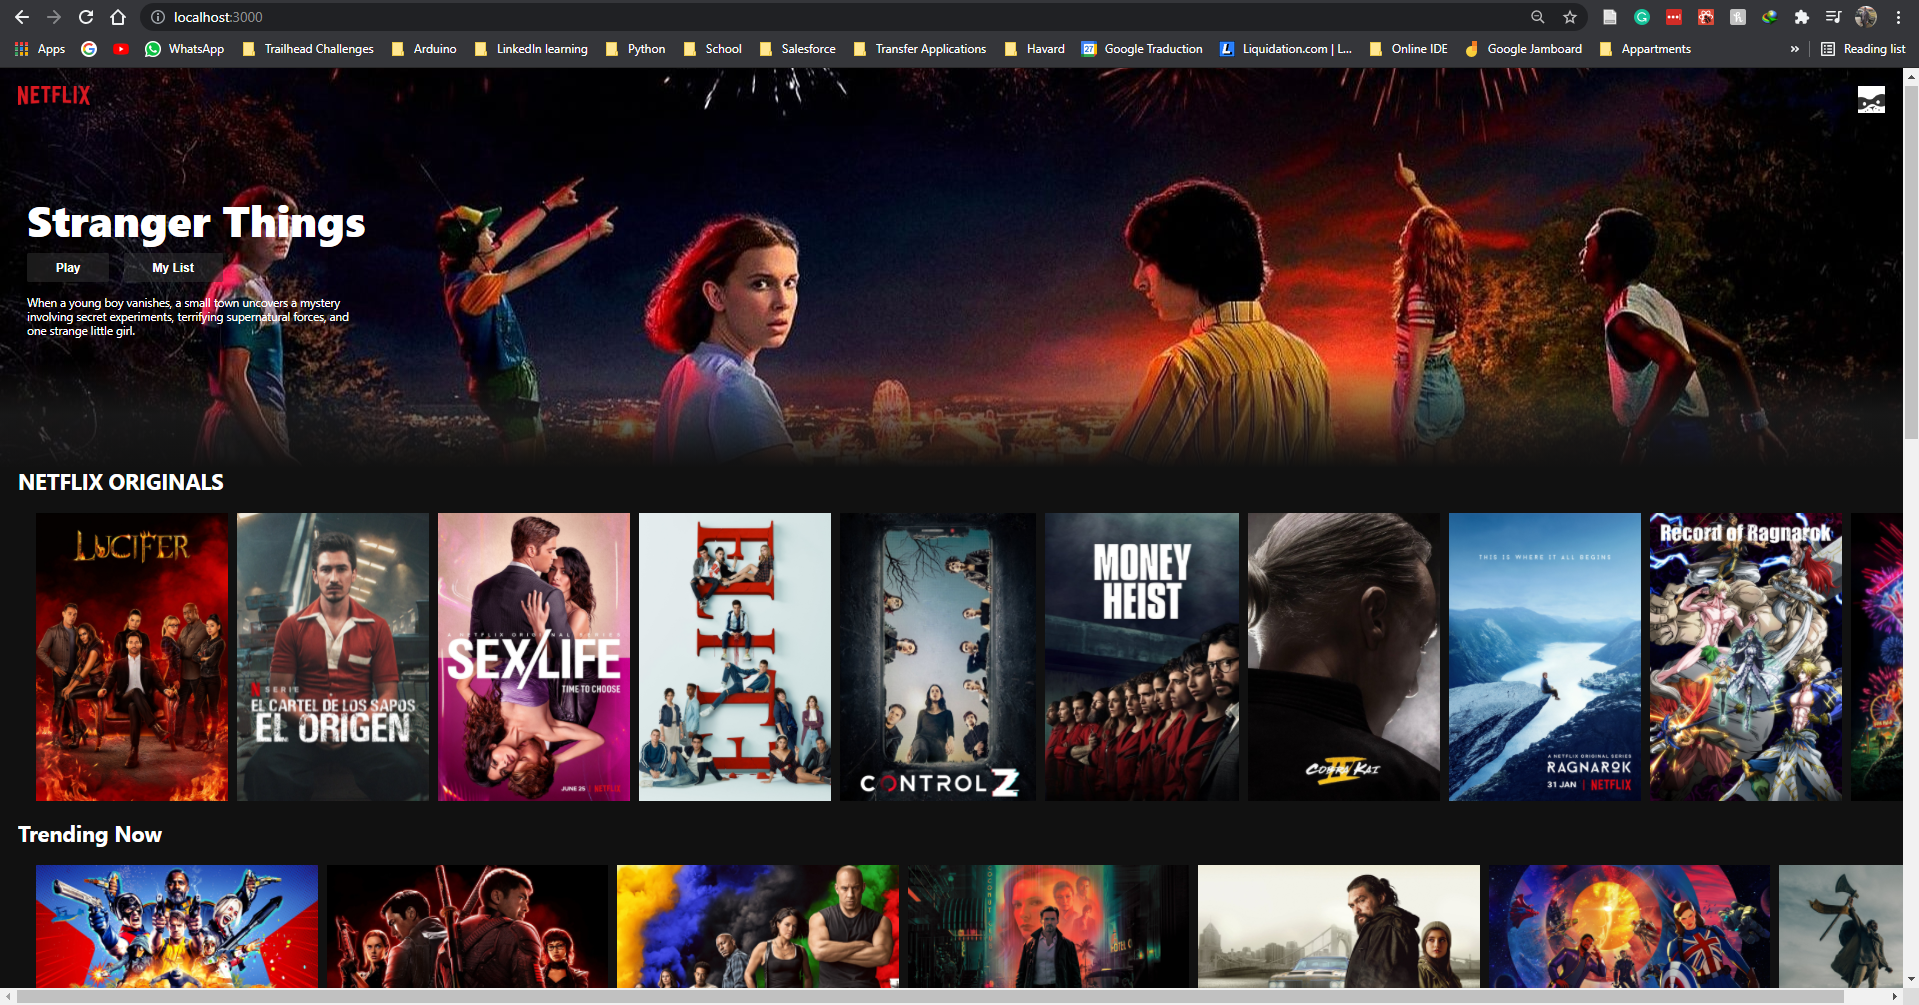 localhost:3000
Apps
WhatsApp
Trailhead Challenges
Arduino
LinkedIn learning
Python
School
Salesforce
Transfer Applications
Havard
27
Google Traduction
L
Liquidation.com | L...
Online IDE
Google Jamboard
Appartments
»
Reading list
NETFLIX
Stranger Things
Play
My List
When a young boy vanishes, a small town uncovers a mystery
involving secret experiments, terrifying supernatural forces, and
one strange little girl.
NETFLIX ORIGINALS
LUCIFER
N SERIE
EL CARTEL DE LOS SAPOS
EL ORIGEN
A NETFLIX ORIGINAL SERIES
SEX/LIFE
TIME TO CHOOSE
JUNE 25 | NETFLIX
ELITE
CONTROL Z
MONEY
HEIST
COBRA KAI
IV
THIS IS WHERE IT ALL BEGINS
A NETFLIX ORIGINAL SERIES
RAGNAROK
31 JAN | NETFLIX
Record of Ragnarok
Trending Now
HOTEL